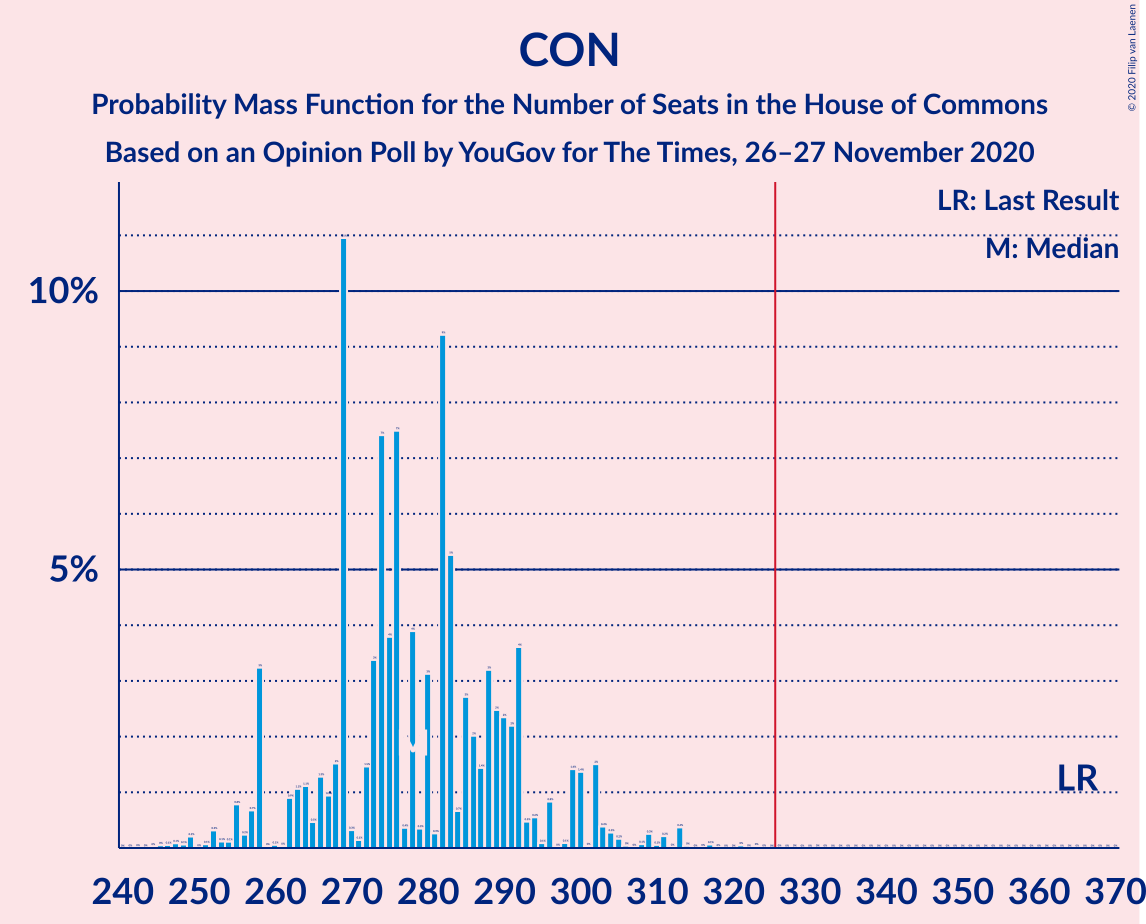 CON
© 2020 Filip van Laenen
Probability Mass Function for the Number of Seats in the House of Commons
Based on an Opinion Poll by YouGov for The Times, 26–27 November 2020
LR: Last Result
M: Median
10%
5%
M
LR
240 250 260 270 280 290 300 310 320 330 340 350 360 370